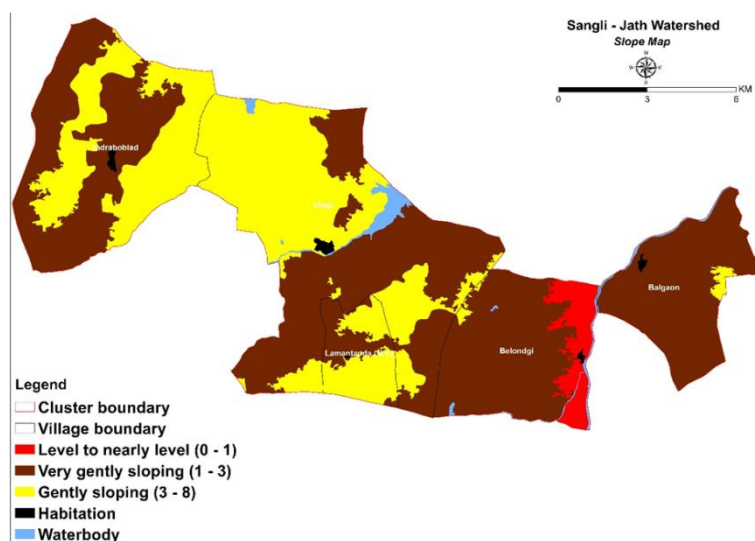 Sangli - Jath Watershed
Slope Map
N
W E
S
KM
0 3 6
Utagi
Balgaon
Belondgi
Legend
Cluster boundary
Village boundary
Level to nearly level (0 - 1)
Very gently sloping (1 - 3)
Gently sloping (3 - 8)
Habitation
Waterbody